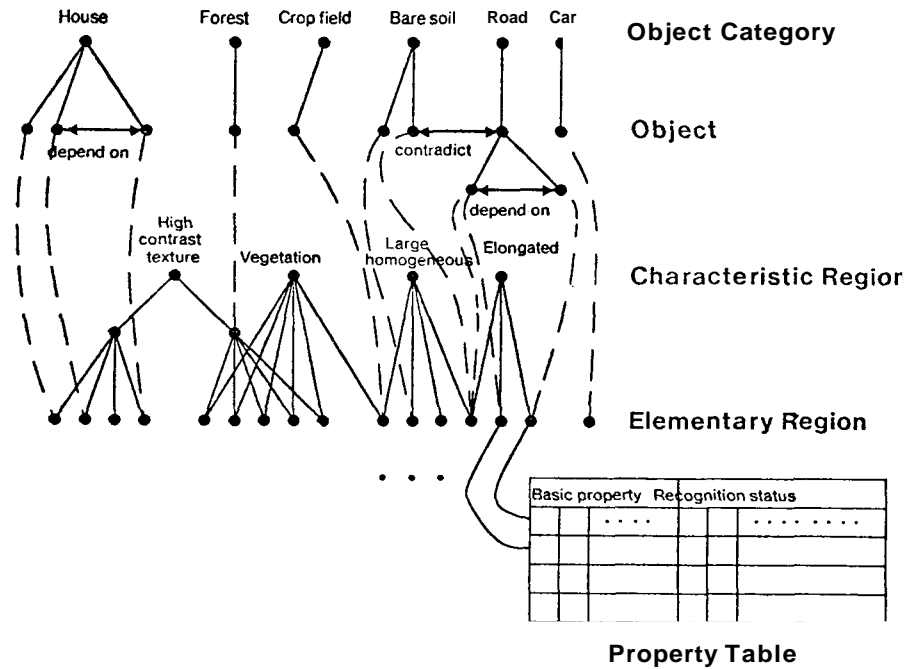 House
Forest
Crop field
Bare soil
Road
Car
Object Category
Object
depend on
contradict
depend on
High
contrast
texture
Vegetation
Large
homogeneous
Elongated
Characteristic Region
Elementary Region
. . .
Basic property Recognition status
. . . . . . . . . . . .
Property Table